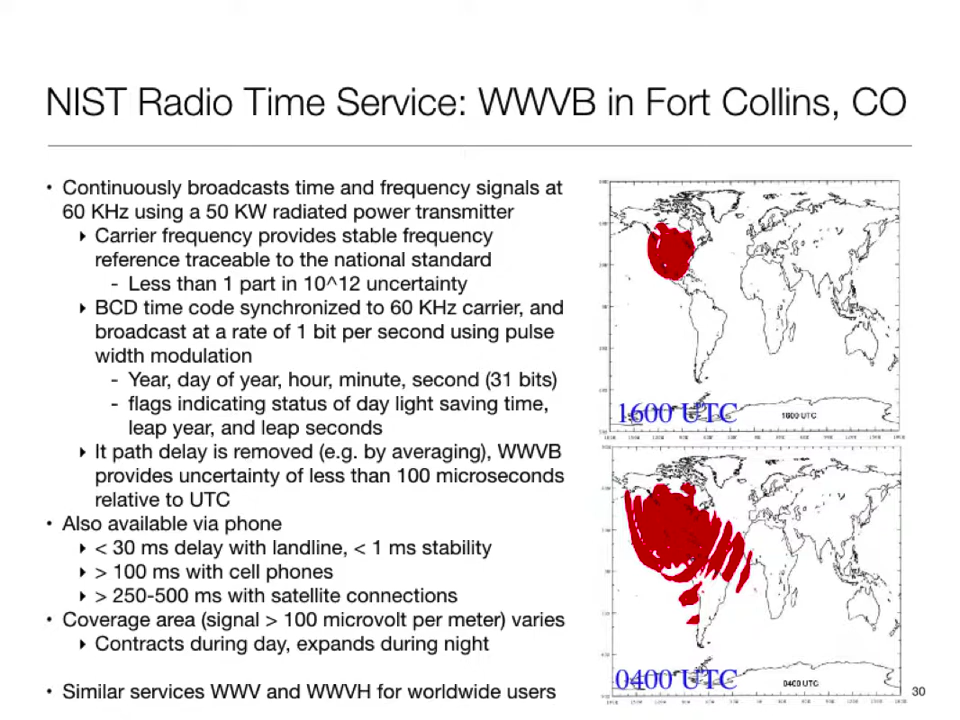 NIST Radio Time Service: WWVB in Fort Collins, CO
• Continuously broadcasts time and frequency signals at
60 KHz using a 50 KW radiated power transmitter
‣ Carrier frequency provides stable frequency
reference traceable to the national standard
- Less than 1 part in 10^12 uncertainty
‣ BCD time code synchronized to 60 KHz carrier, and
broadcast at a rate of 1 bit per second using pulse
width modulation
- Year, day of year, hour, minute, second (31 bits)
- flags indicating status of day light saving time,
leap year, and leap seconds
‣ It path delay is removed (e.g. by averaging), WWVB
provides uncertainty of less than 100 microseconds
relative to UTC
• Also available via phone
‣ < 30 ms delay with landline, < 1 ms stability
‣ > 100 ms with cell phones
‣ > 250-500 ms with satellite connections
• Coverage area (signal > 100 microvolt per meter) varies
‣ Contracts during day, expands during night
• Similar services WWV and WWVH for worldwide users
1600 UTC
1600 UTC
0400 UTC
0400 UTC
30